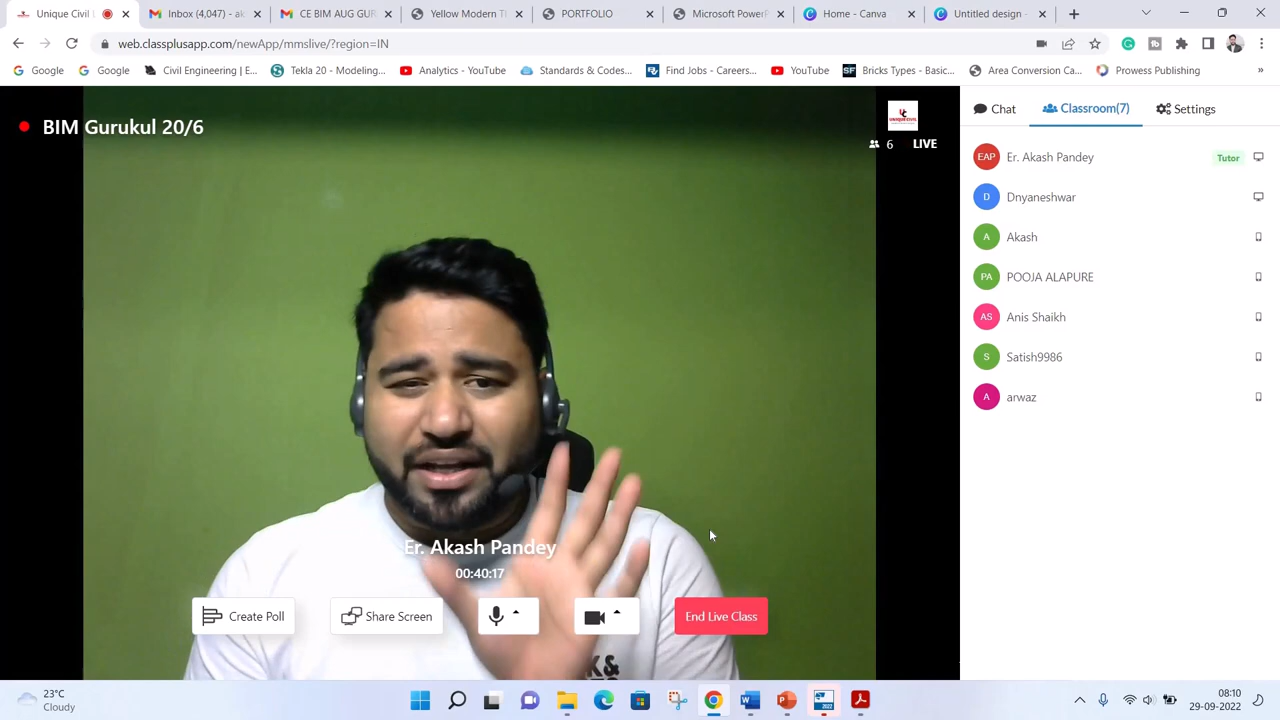 Unique Civil
Inbox (4,047) - ak
CE BIM AUG GUR
Yellow Modern Ti
PORTFOLIO
Microsoft PowerP
Home - Canva
Untitled design -
web.classplusapp.com/newApp/mmslive/?region=IN
Google
Google
Civil Engineering | E...
Tekla 20 - Modeling...
Analytics - YouTube
Standards & Codes...
Find Jobs - Careers...
YouTube
SF
Bricks Types - Basic...
Area Conversion Ca...
Prowess Publishing
»
BIM Gurukul 20/6
UNIQUE CIVIL
6 LIVE
Chat
Classroom(7)
Settings
EAP Er. Akash Pandey Tutor
D Dnyaneshwar
A Akash
PA POOJA ALAPURE
AS Anis Shaikh
S Satish9986
A arwaz
Er. Akash Pandey
00:40:17
Create Poll
Share Screen
End Live Class
23°C
Cloudy
08:10
29-09-2022